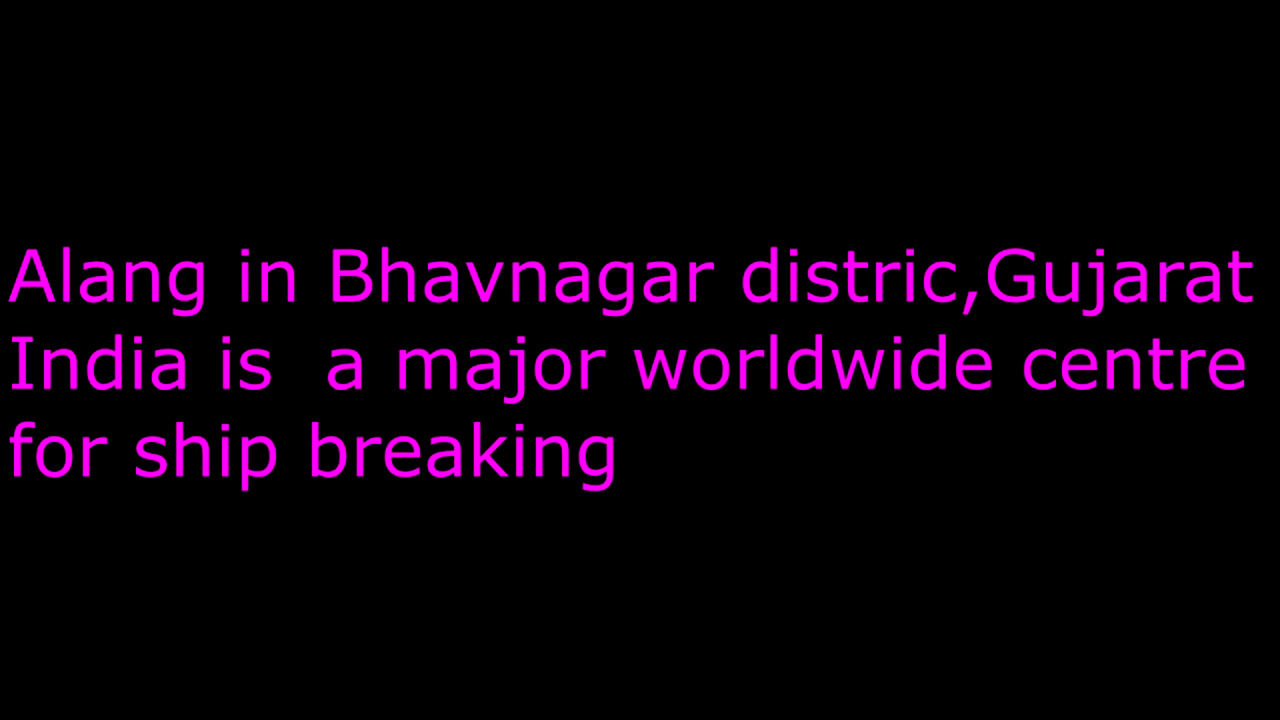 Alang in Bhavnagar distric,Gujarat
India is  a major worldwide centre
for ship breaking